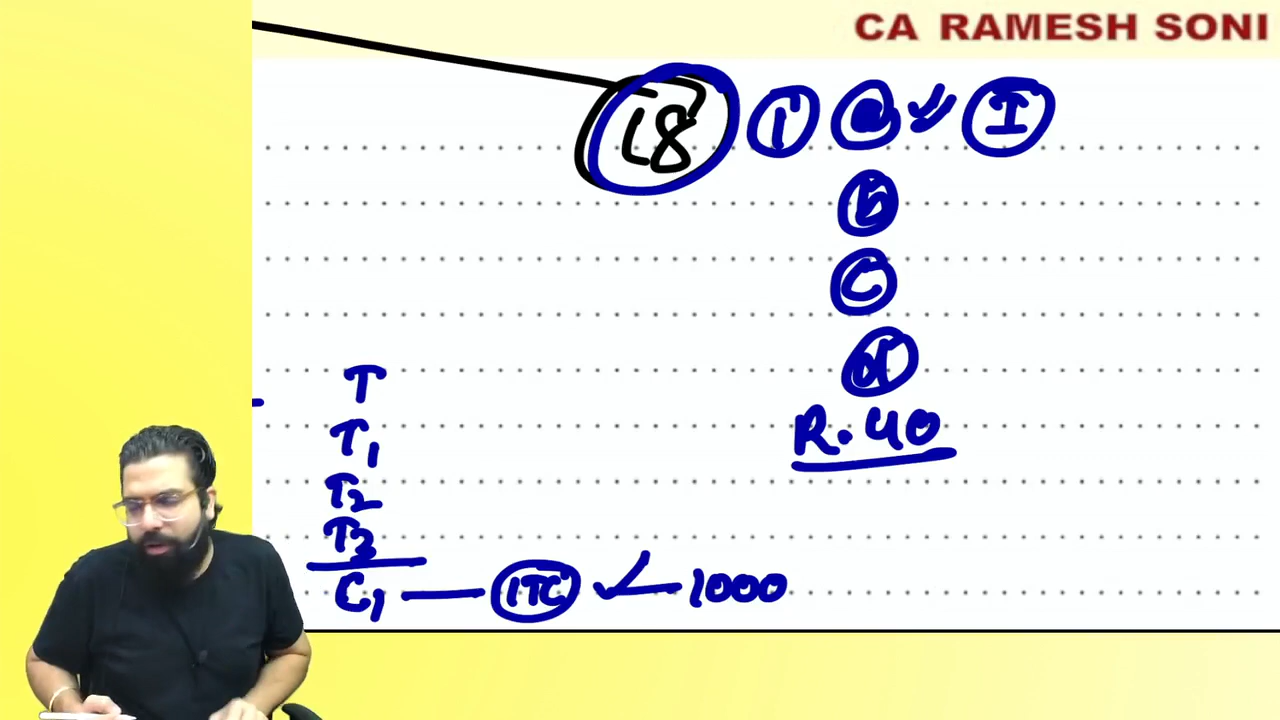 CA RAMESH SONI
18 1 a I
b
C
d
R. 40
T
T1
T2
T3
C1 — ITC ✓ — 1000